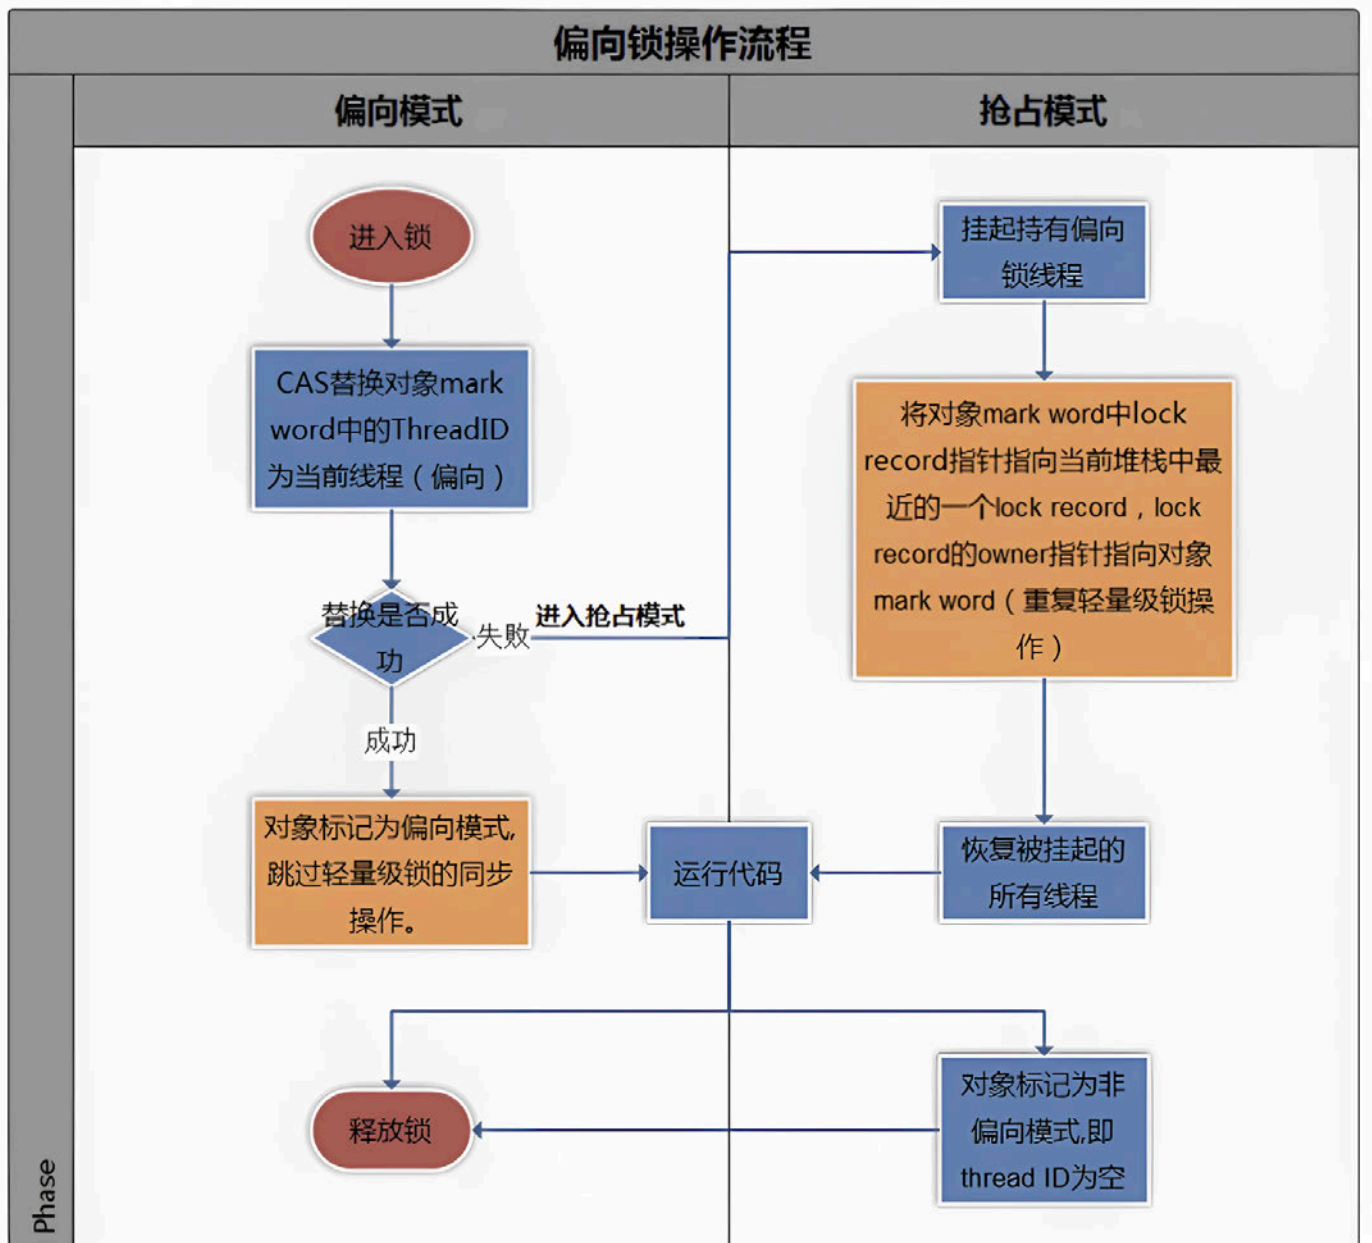 偏向锁操作流程
偏向模式
抢占模式
进入锁
CAS替换对象mark
word中的ThreadID
为当前线程（偏向）
替换是否成
功
失败
进入抢占模式
成功
对象标记为偏向模式,
跳过轻量级锁的同步
操作。
运行代码
挂起持有偏向
锁线程
将对象mark word中lock
record指针指向当前堆栈中最
近的一个lock record，lock
record的owner指针指向对象
mark word（重复轻量级锁操
作）
恢复被挂起的
所有线程
对象标记为非
偏向模式,即
thread ID为空
释放锁
Phase